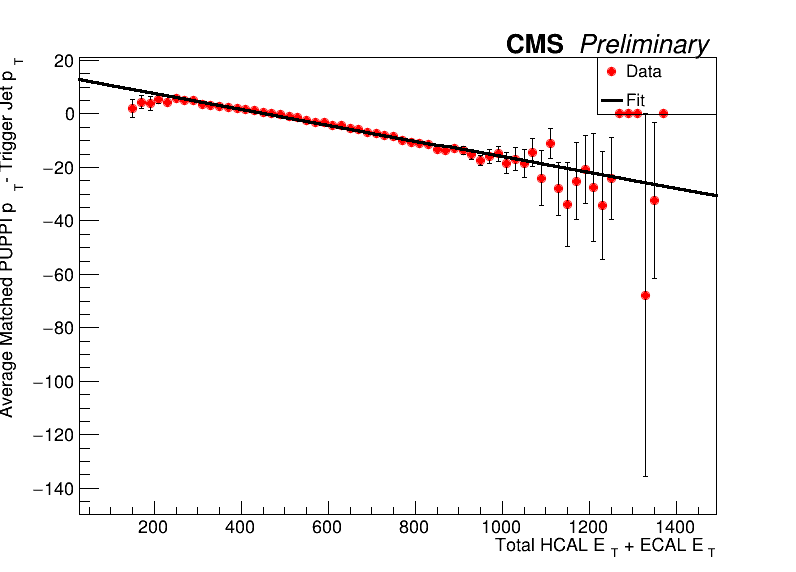 CMS Preliminary
Average Matched PUPPI p T - Trigger Jet p T
Data
Fit
20
0
−20
−40
−60
−80
−100
−120
−140
200 400 600 800 1000 1200 1400
Total HCAL E T + ECAL E T